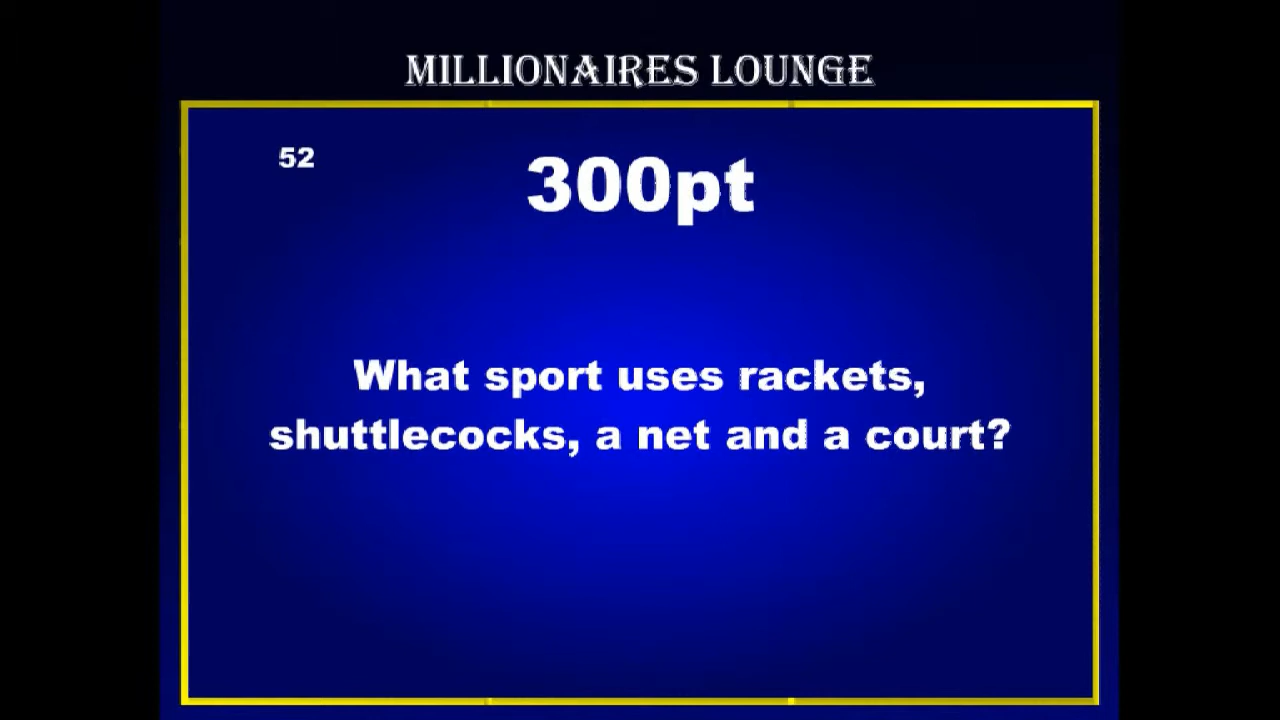 MILLIONAIRES LOUNGE
52
300pt
What sport uses rackets,
shuttlecocks, a net and a court?